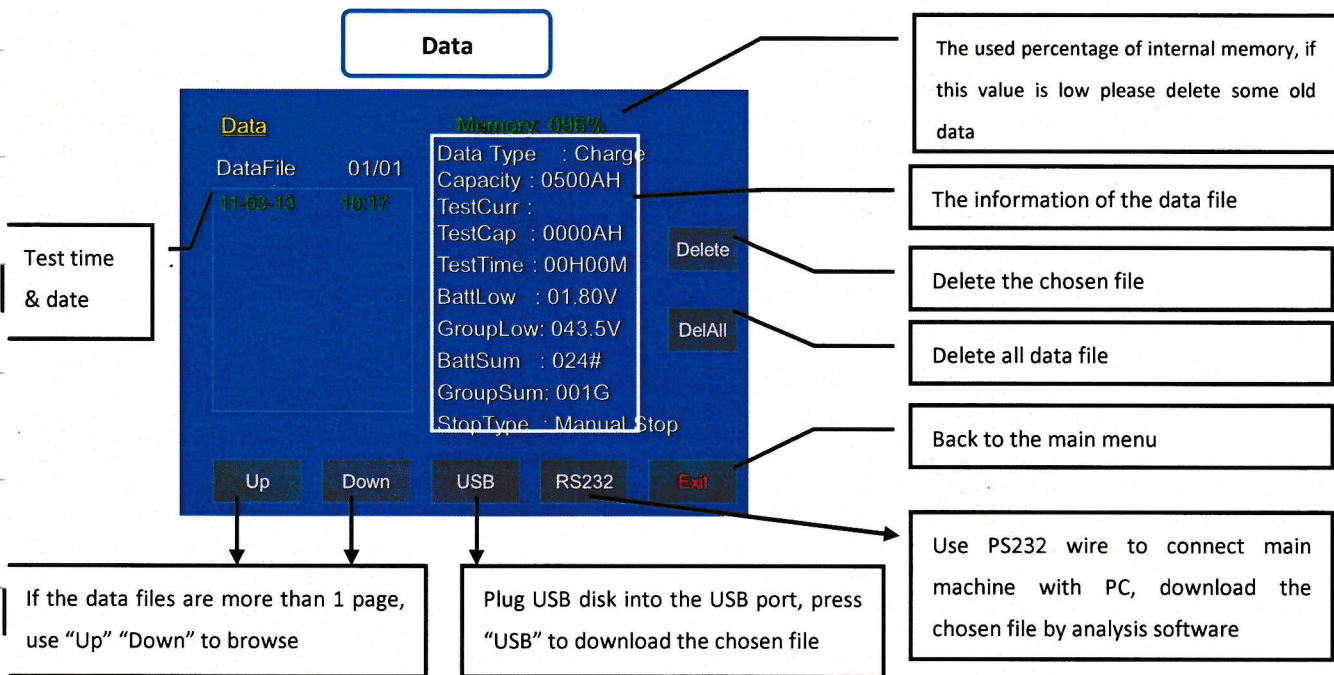 Data
The used percentage of internal memory, if
this value is low please delete some old
data
Data
Memory: 096%
DataFile 01/01
11-03-13 10:17
Data Type : Charge
Capacity : 0500AH
TestCurr :
TestCap : 0000AH
TestTime : 00H00M
BattLow : 01.80V
GroupLow: 043.5V
BattSum : 024#
GroupSum: 001G
StopType : Manual Stop
Delete
DelAll
Up
Down
USB
RS232
Exit
Test time
& date
The information of the data file
Delete the chosen file
Delete all data file
Back to the main menu
If the data files are more than 1 page,
use “Up” “Down” to browse
Plug USB disk into the USB port, press
“USB” to download the chosen file
Use PS232 wire to connect main
machine with PC, download the
chosen file by analysis software